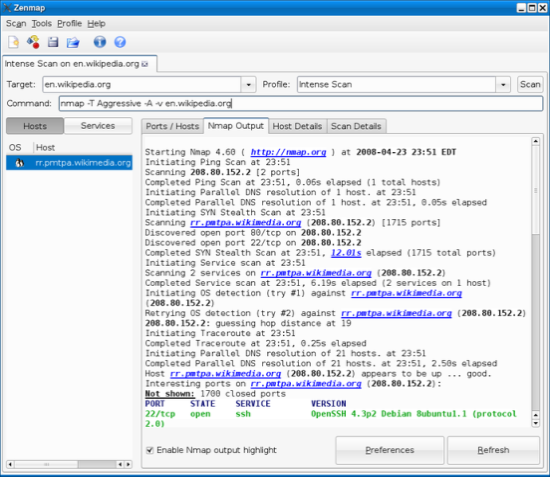 Zenmap
Scan Tools Profile Help
Intense Scan on en.wikipedia.org
Target: en.wikipedia.org Profile: Intense Scan Scan
Command: nmap -T Aggressive -A -v en.wikipedia.org
Hosts Services
OS Host
rr.pmtpa.wikimedia.org
Ports / Hosts Nmap Output Host Details Scan Details
Starting Nmap 4.60 ( http://nmap.org ) at 2008-04-23 23:51 EDT
Initiating Ping Scan at 23:51
Scanning 208.80.152.2 [2 ports]
Completed Ping Scan at 23:51, 0.06s elapsed (1 total hosts)
Initiating Parallel DNS resolution of 1 host. at 23:51
Completed Parallel DNS resolution of 1 host. at 23:51, 0.05s elapsed
Initiating SYN Stealth Scan at 23:51
Scanning rr.pmtpa.wikimedia.org (208.80.152.2) [1715 ports]
Discovered open port 80/tcp on 208.80.152.2
Discovered open port 22/tcp on 208.80.152.2
Completed SYN Stealth Scan at 23:51, 12.01s elapsed (1715 total ports)
Initiating Service scan at 23:51
Scanning 2 services on rr.pmtpa.wikimedia.org (208.80.152.2)
Completed Service scan at 23:51, 6.19s elapsed (2 services on 1 host)
Initiating OS detection (try #1) against rr.pmtpa.wikimedia.org
(208.80.152.2)
Retrying OS detection (try #2) against rr.pmtpa.wikimedia.org (208.80.152.2)
208.80.152.2: guessing hop distance at 19
Initiating Traceroute at 23:51
Completed Traceroute at 23:51, 0.25s elapsed
Initiating Parallel DNS resolution of 21 hosts. at 23:51
Completed Parallel DNS resolution of 21 hosts. at 23:51, 2.50s elapsed
Host rr.pmtpa.wikimedia.org (208.80.152.2) appears to be up ... good.
Interesting ports on rr.pmtpa.wikimedia.org (208.80.152.2):
Not shown: 1700 closed ports
PORT STATE SERVICE VERSION
22/tcp open ssh OpenSSH 4.3p2 Debian 8ubuntu1.1 (protocol
2.0)
Enable Nmap output highlight Preferences Refresh